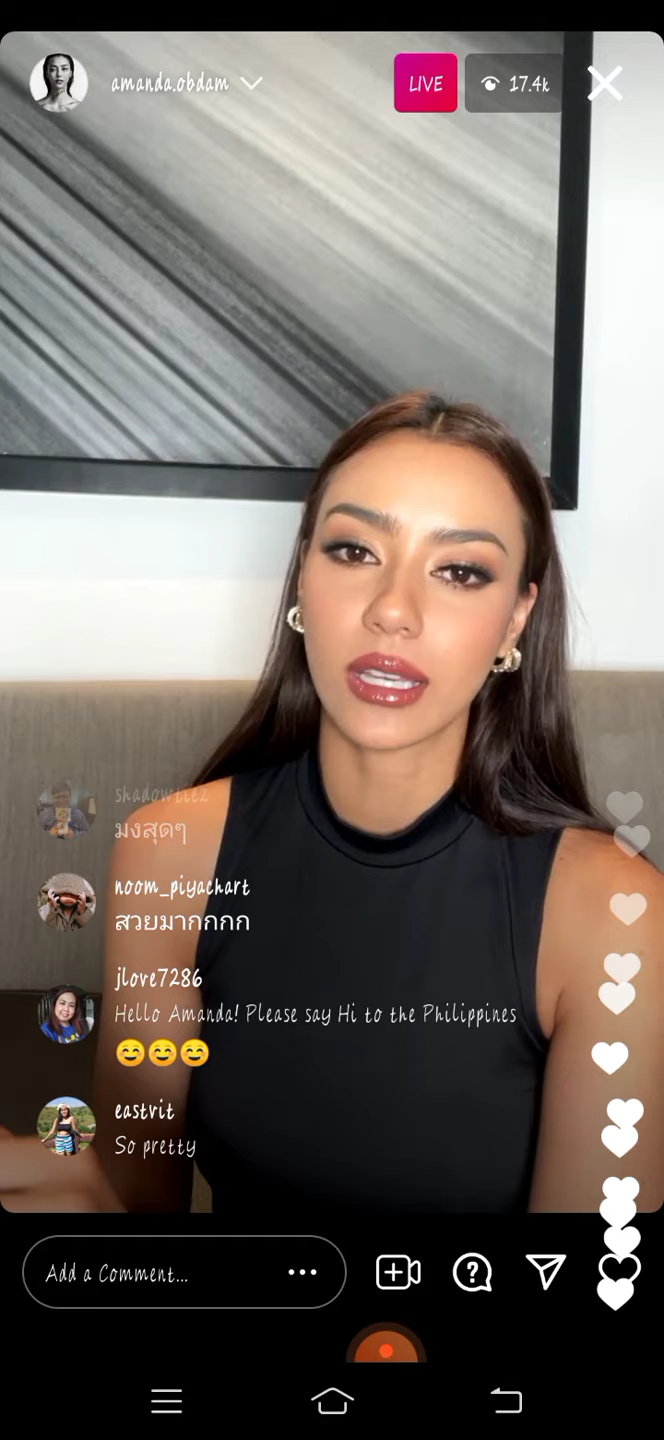 amanda.obdam
LIVE
17.4k
shadowtiez
มงสุดๆ
noom_piyachart
สวยมากกกก
jlove7286
Hello Amanda! Please say Hi to the Philippines
😊😊😊
eastvit
So pretty
Add a Comment...